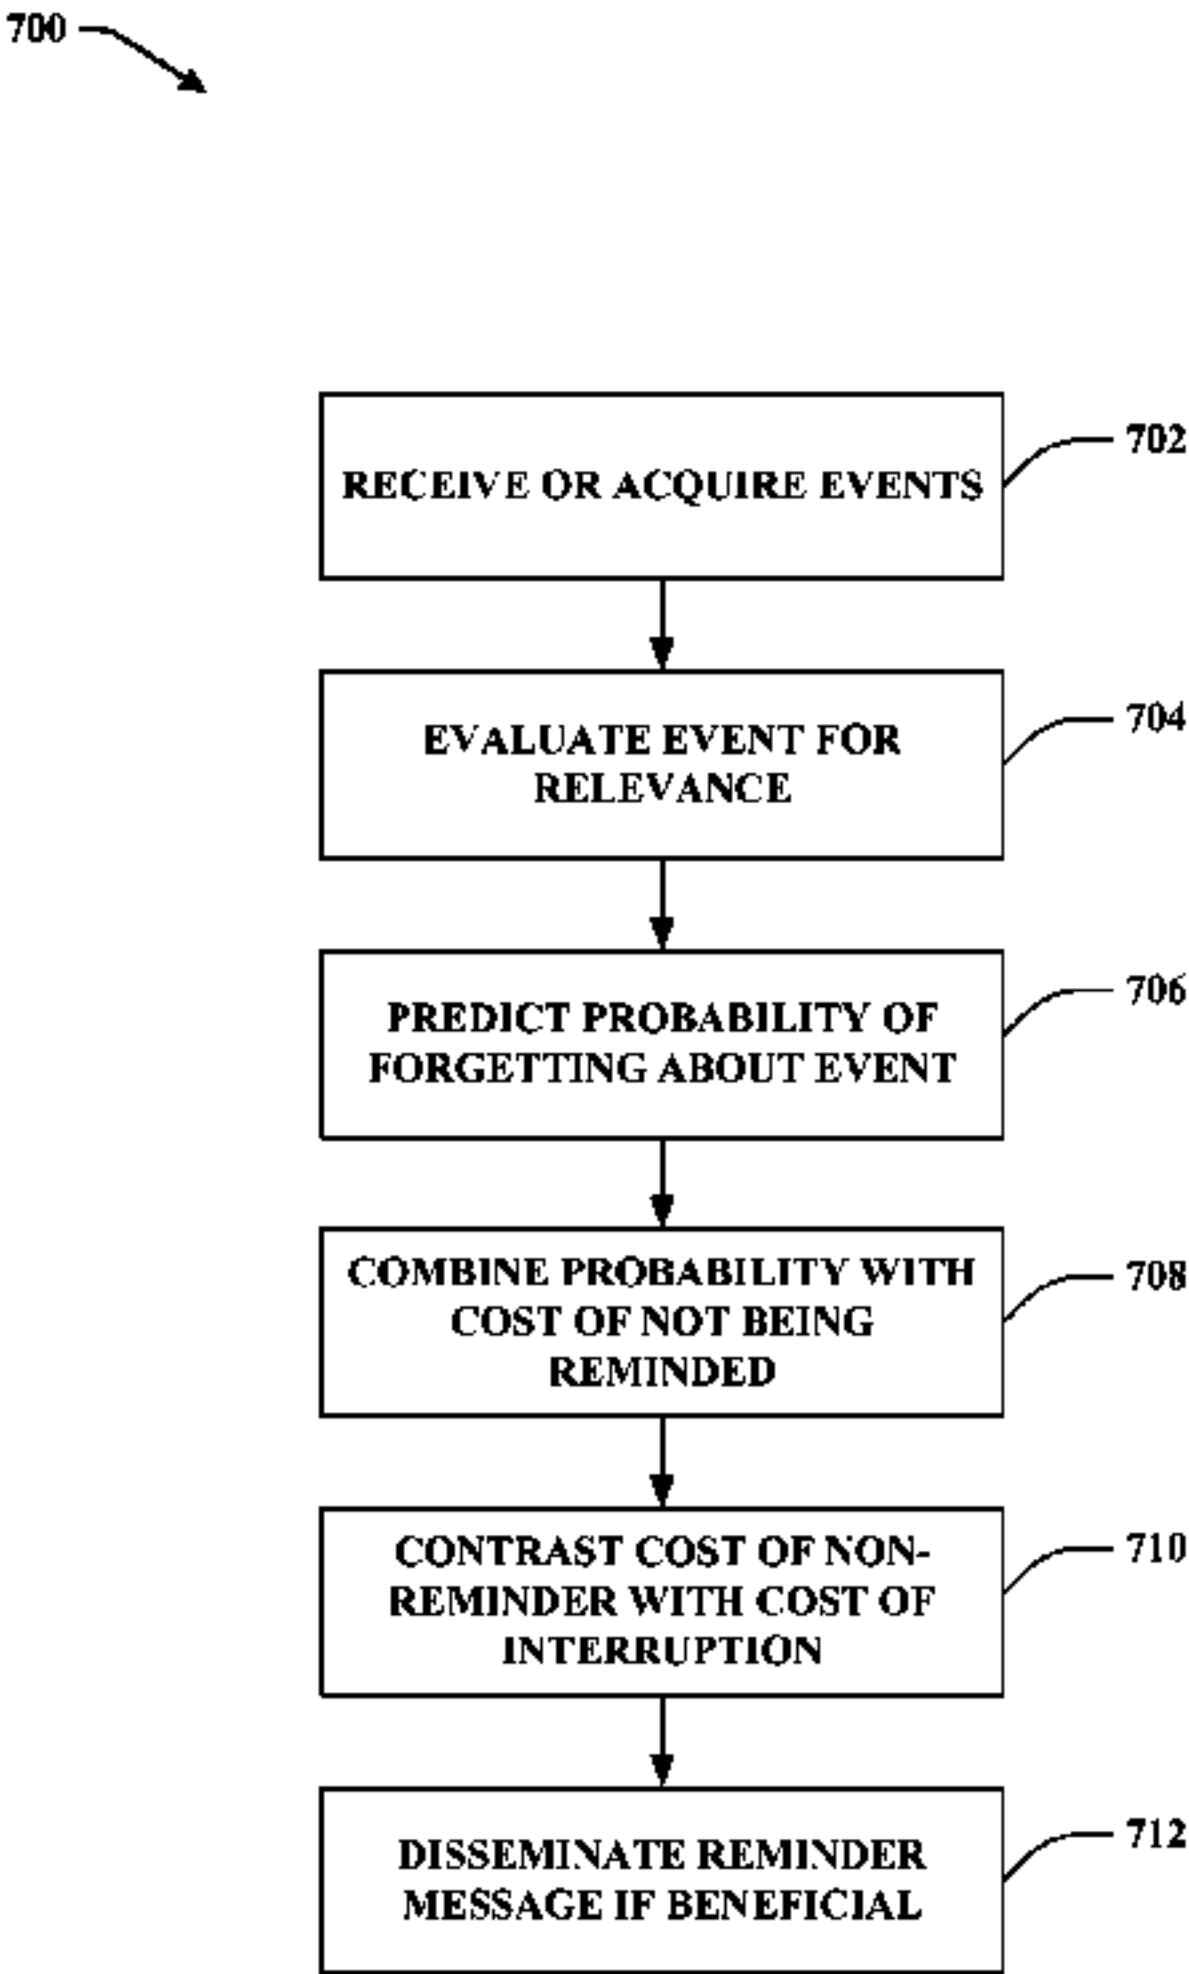 700
RECEIVE OR ACQUIRE EVENTS
702
EVALUATE EVENT FOR
RELEVANCE
704
PREDICT PROBABILITY OF
FORGETTING ABOUT EVENT
706
COMBINE PROBABILITY WITH
COST OF NOT BEING
REMINDED
708
CONTRAST COST OF NON-
REMINDER WITH COST OF
INTERRUPTION
710
DISSEMINATE REMINDER
MESSAGE IF BENEFICIAL
712